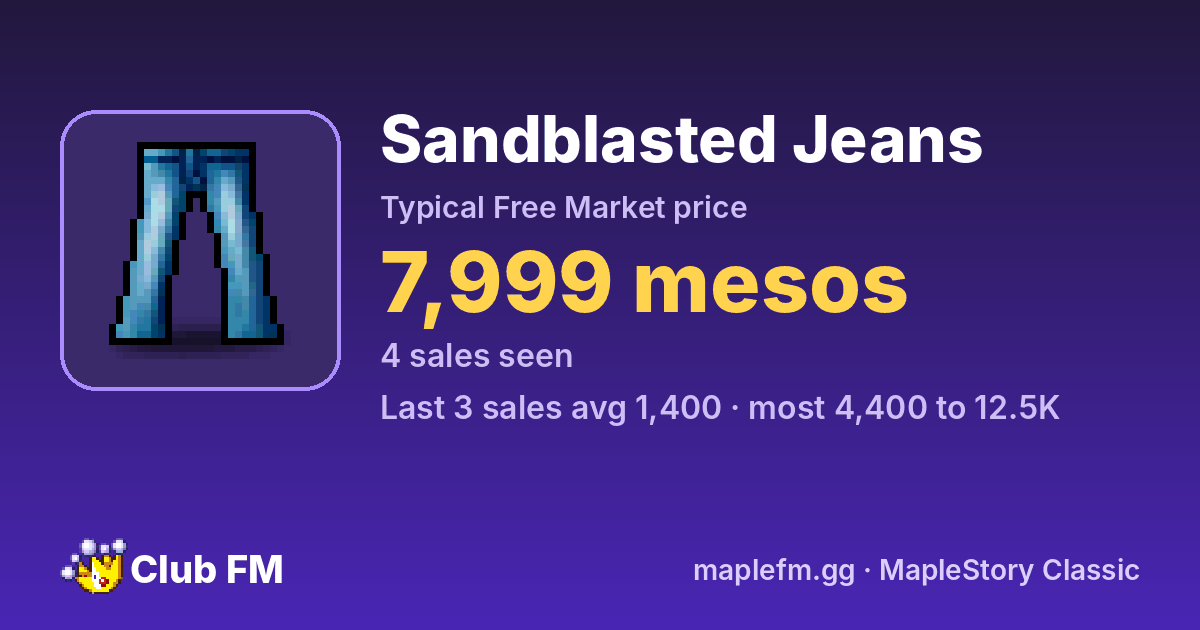 Sandblasted Jeans
Typical Free Market price
7,999 mesos
4 sales seen
Last 3 sales avg 1,400 · most 4,400 to 12.5K
Club FM
maplefm.gg · MapleStory Classic